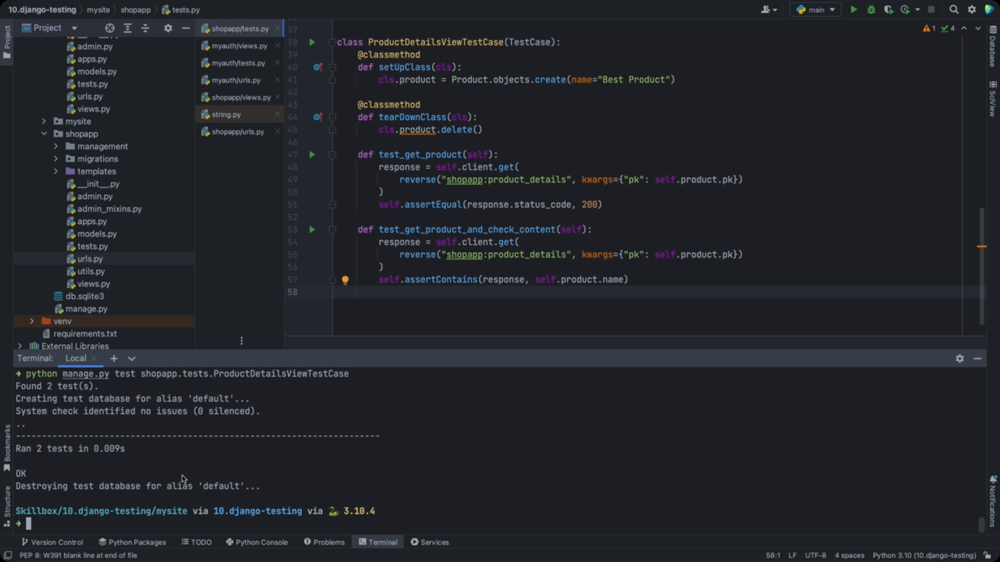 10.django-testing mysite shopapp tests.py
main
Project
Project
admin.py
apps.py
models.py
tests.py
urls.py
views.py
mysite
shopapp
management
migrations
templates
__init__.py
admin.py
admin_mixins.py
apps.py
models.py
tests.py
urls.py
utils.py
views.py
db.sqlite3
manage.py
venv
requirements.txt
External Libraries
shopapp/tests.py
myauth/views.py
myauth/tests.py
myauth/urls.py
shopapp/views.py
string.py
shopapp/urls.py
1 4
37
38 class ProductDetailsViewTestCase(TestCase):
39 @classmethod
40 def setUpClass(cls):
41 cls.product = Product.objects.create(name="Best Product")
42
43 @classmethod
44 def tearDownClass(cls):
45 cls.product.delete()
46
47 def test_get_product(self):
48 response = self.client.get(
49 reverse("shopapp:product_details", kwargs={"pk": self.product.pk})
50 )
51 self.assertEqual(response.status_code, 200)
52
53 def test_get_product_and_check_content(self):
54 response = self.client.get(
55 reverse("shopapp:product_details", kwargs={"pk": self.product.pk})
56 )
57 self.assertContains(response, self.product.name)
58
Database
SciView
Notifications
Bookmarks
Structure
Terminal: Local
→ python manage.py test shopapp.tests.ProductDetailsViewTestCase
Found 2 test(s).
Creating test database for alias 'default'...
System check identified no issues (0 silenced).
..
----------------------------------------------------------------------
Ran 2 tests in 0.009s
OK
Destroying test database for alias 'default'...
Skillbox/10.django-testing/mysite via 10.django-testing via 🐍 3.10.4
→
Version Control Python Packages TODO Python Console Problems Terminal Services
PEP 8: W391 blank line at end of file
58:1 LF UTF-8 4 spaces Python 3.10 (10.django-testing)